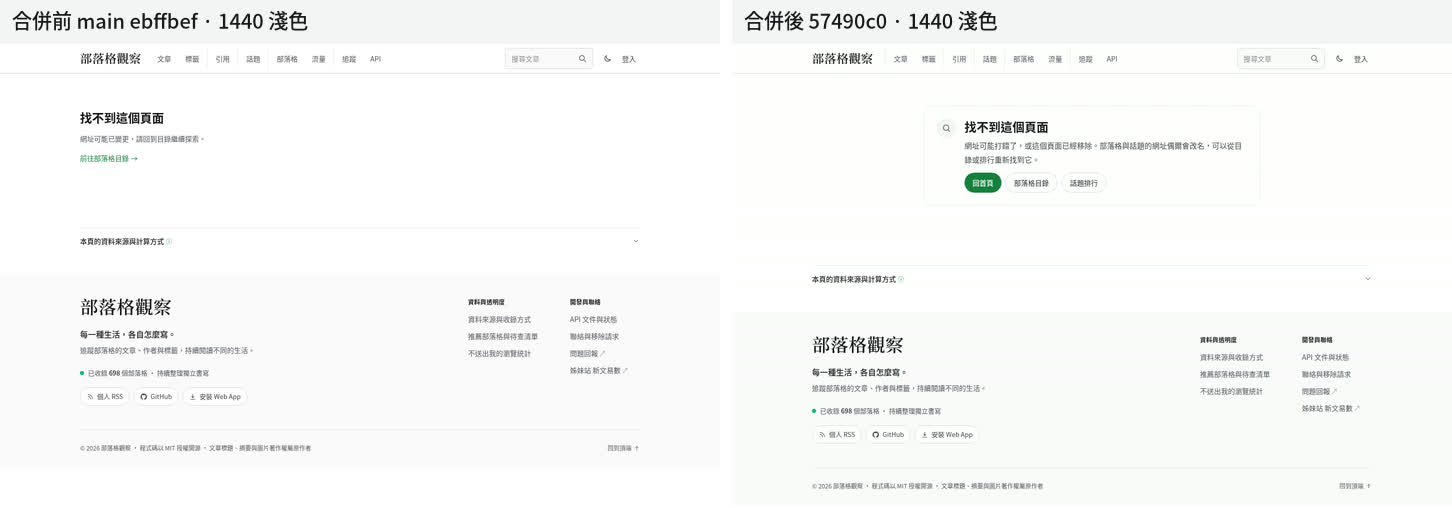 合併前 main ebffbef · 1440 淺色
部落格觀察 文章 標籤 引用 話題 部落格 流量 追蹤 API 搜尋文章 登入
找不到這個頁面
網址可能已變更，請回到目錄繼續探索。
前往部落格目錄 →
本頁的資料來源與計算方式
部落格觀察
每一種生活，各自怎麼寫。
追蹤部落格的文章、作者與標籤，持續閱讀不同的生活。
已收錄 698 個部落格 · 持續整理獨立書寫
個人 RSS GitHub 安裝 Web App
資料與透明度
資料來源與收錄方式
推薦部落格與待查清單
不送出我的瀏覽統計
開發與聯絡
API 文件與狀態
聯絡與移除請求
問題回報 ↗
姊妹站 新文易數 ↗
© 2026 部落格觀察 · 程式碼以 MIT 授權開源 · 文章標題、摘要與圖片著作權屬原作者
回到頂端 ↑
合併後 57490c0 · 1440 淺色
部落格觀察 文章 標籤 引用 話題 部落格 流量 追蹤 API 搜尋文章 登入
找不到這個頁面
網址可能打錯了，或這個頁面已經移除。部落格與話題的網址偶爾會改名，可以從目
錄或排行重新找到它。
回首頁 部落格目錄 話題排行
本頁的資料來源與計算方式
部落格觀察
每一種生活，各自怎麼寫。
追蹤部落格的文章、作者與標籤，持續閱讀不同的生活。
已收錄 698 個部落格 · 持續整理獨立書寫
個人 RSS GitHub 安裝 Web App
資料與透明度
資料來源與收錄方式
推薦部落格與待查清單
不送出我的瀏覽統計
開發與聯絡
API 文件與狀態
聯絡與移除請求
問題回報 ↗
姊妹站 新文易數 ↗
© 2026 部落格觀察 · 程式碼以 MIT 授權開源 · 文章標題、摘要與圖片著作權屬原作者
回到頂端 ↑